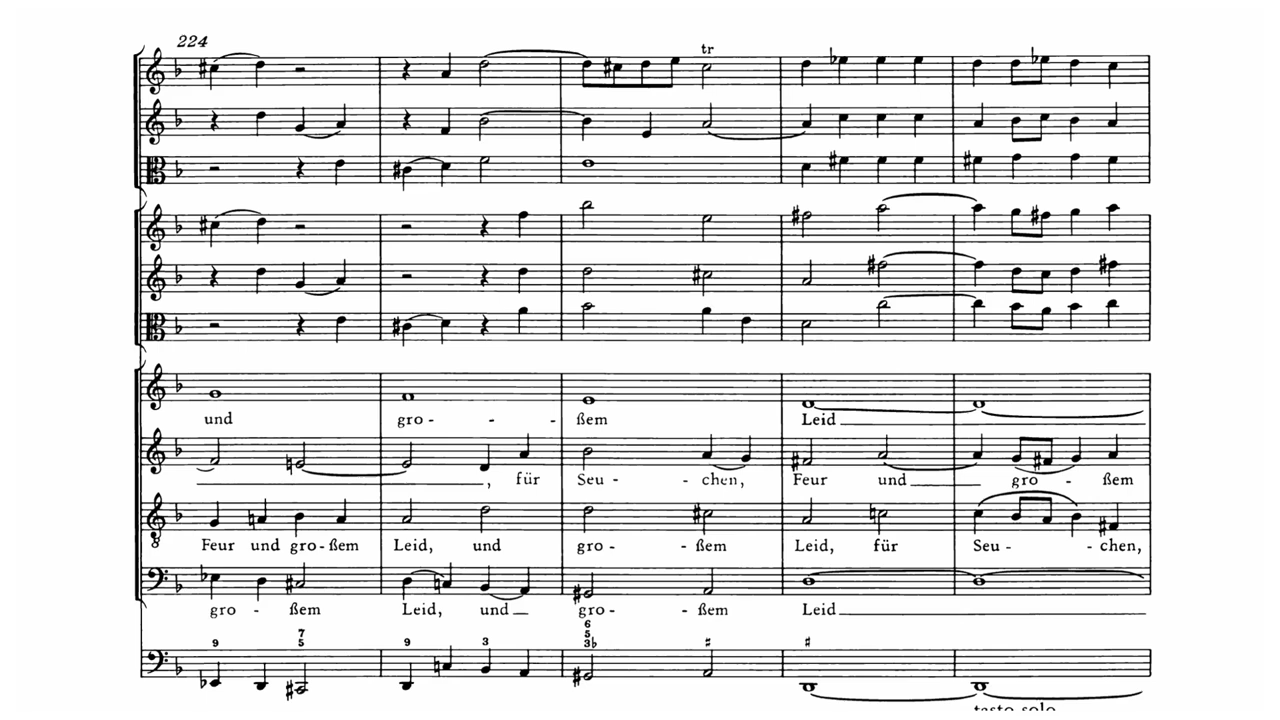 224
tr
und gro - - - ßem Leid
, für Seu - - chen, Feur und gro - ßem
Feur und gro-ßem Leid, und gro - - ßem Leid, für Seu - - chen,
gro - ßem Leid, und gro - - ßem Leid
9 7 5 9 3 6 5 3♭ ♯ ♯
tasto solo